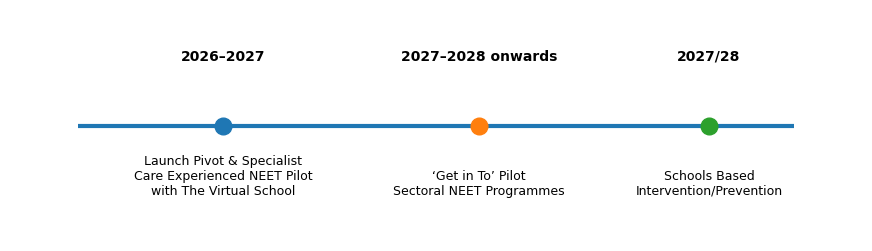 2026–2027
2027–2028 onwards
2027/28
Launch Pivot & Specialist
Care Experienced NEET Pilot
with The Virtual School
‘Get in To’ Pilot
Sectoral NEET Programmes
Schools Based
Intervention/Prevention